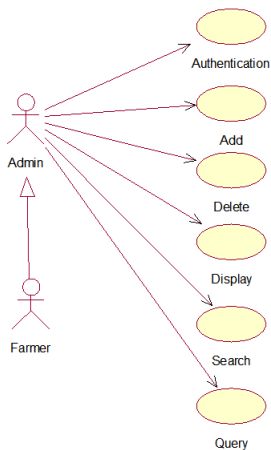 Authentication
Admin
Add
Delete
Display
Farmer
Search
Query